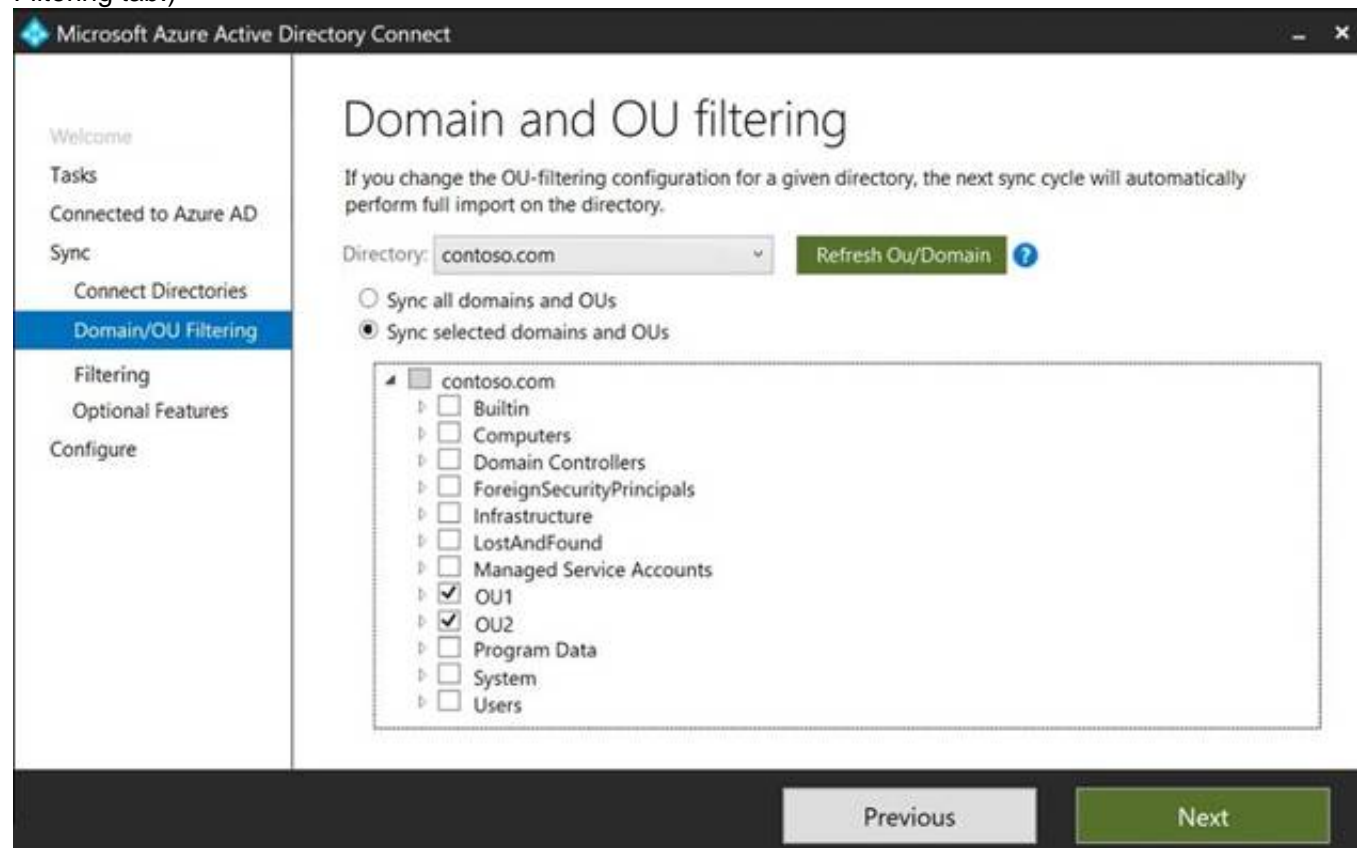 Filtering tab.)
Microsoft Azure Active Directory Connect
Welcome
Tasks
Connected to Azure AD
Sync
Connect Directories
Domain/OU Filtering
Filtering
Optional Features
Configure
Domain and OU filtering
If you change the OU-filtering configuration for a given directory, the next sync cycle will automatically
perform full import on the directory.
Directory: contoso.com Refresh Ou/Domain ?
Sync all domains and OUs
Sync selected domains and OUs
contoso.com
Builtin
Computers
Domain Controllers
ForeignSecurityPrincipals
Infrastructure
LostAndFound
Managed Service Accounts
OU1
OU2
Program Data
System
Users
Previous Next